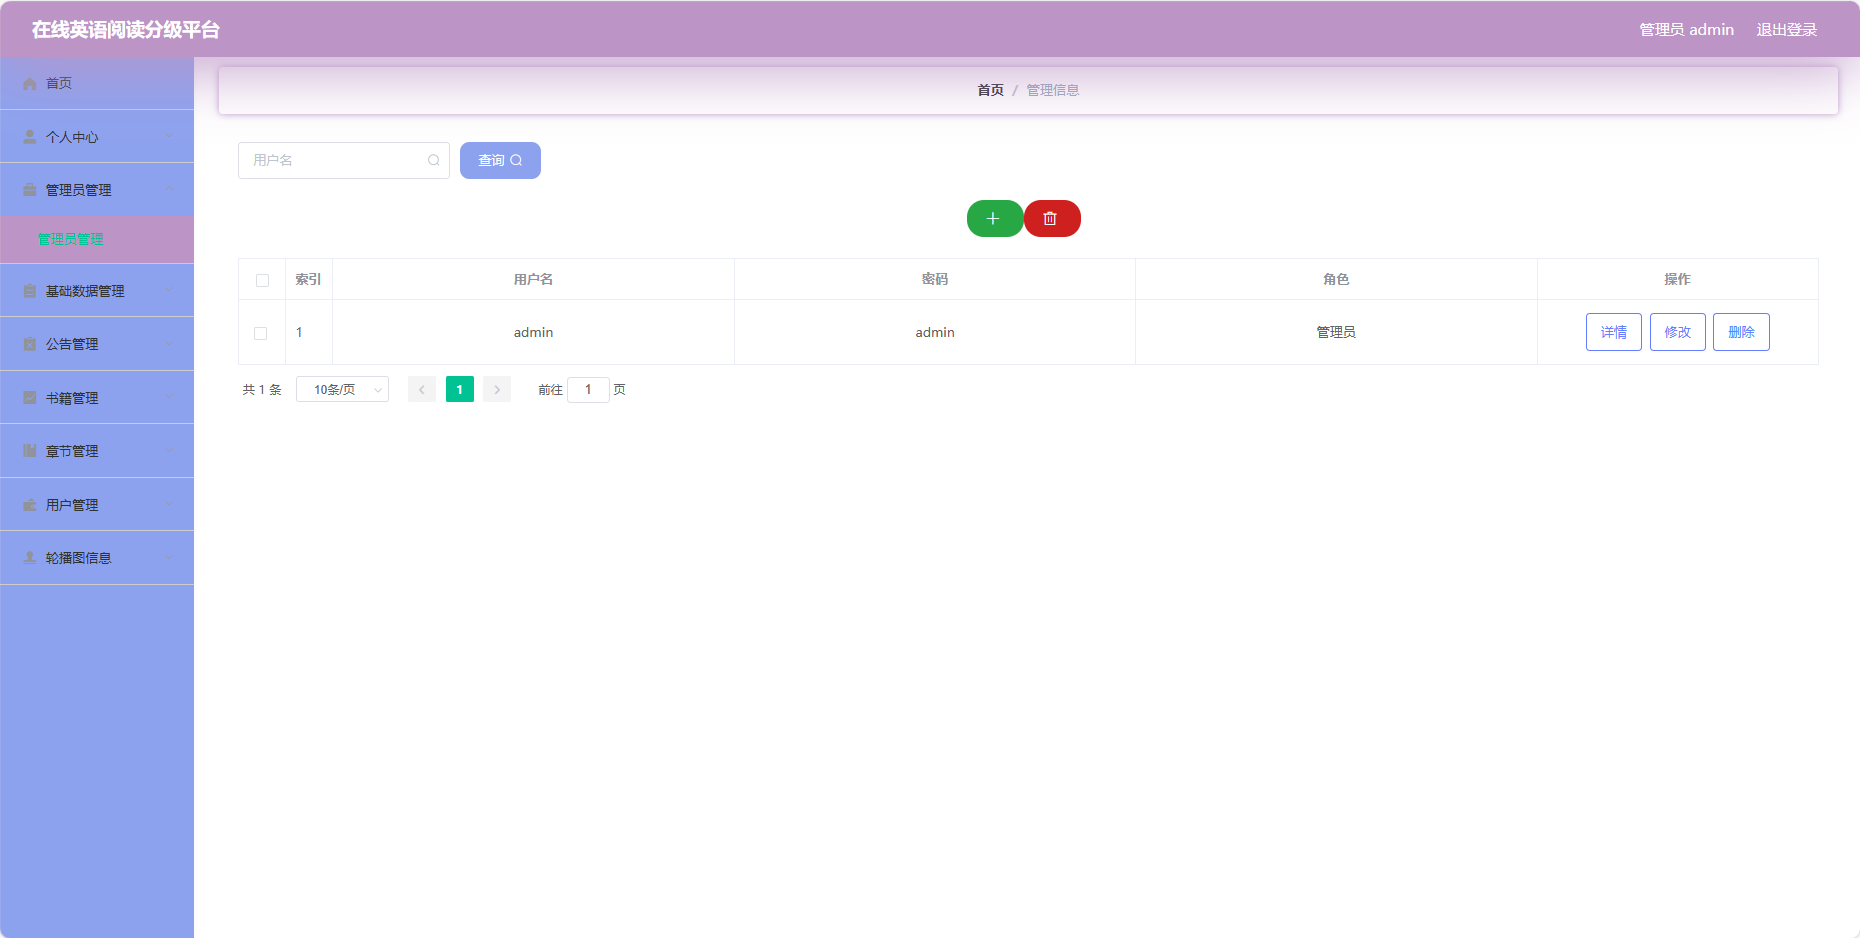 在线英语阅读分级平台
管理员 admin 退出登录
首页
个人中心
管理员管理
管理员管理
基础数据管理
公告管理
书籍管理
章节管理
用户管理
轮播图信息
首页 / 管理信息
用户名 查询
索引 用户名 密码 角色 操作
1 admin admin 管理员 详情 修改 删除
共 1 条 10条/页 1 前往 1 页